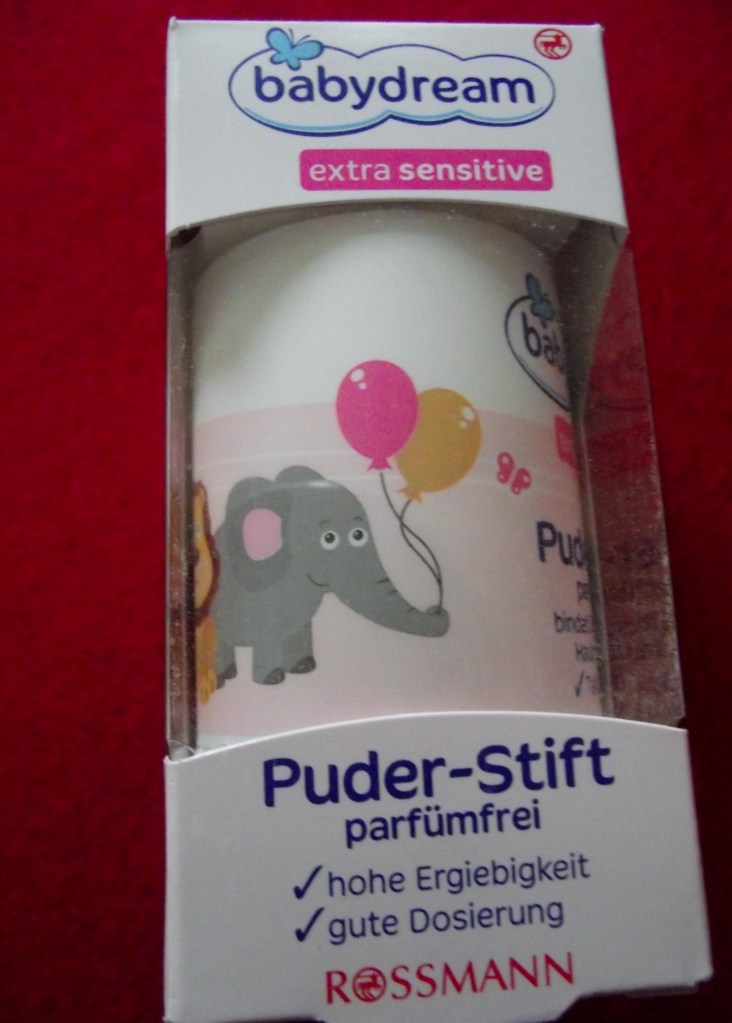 babydream
extra sensitive
Puder-Stift
parfümfrei
✓hohe Ergiebigkeit
✓gute Dosierung
ROSSMANN